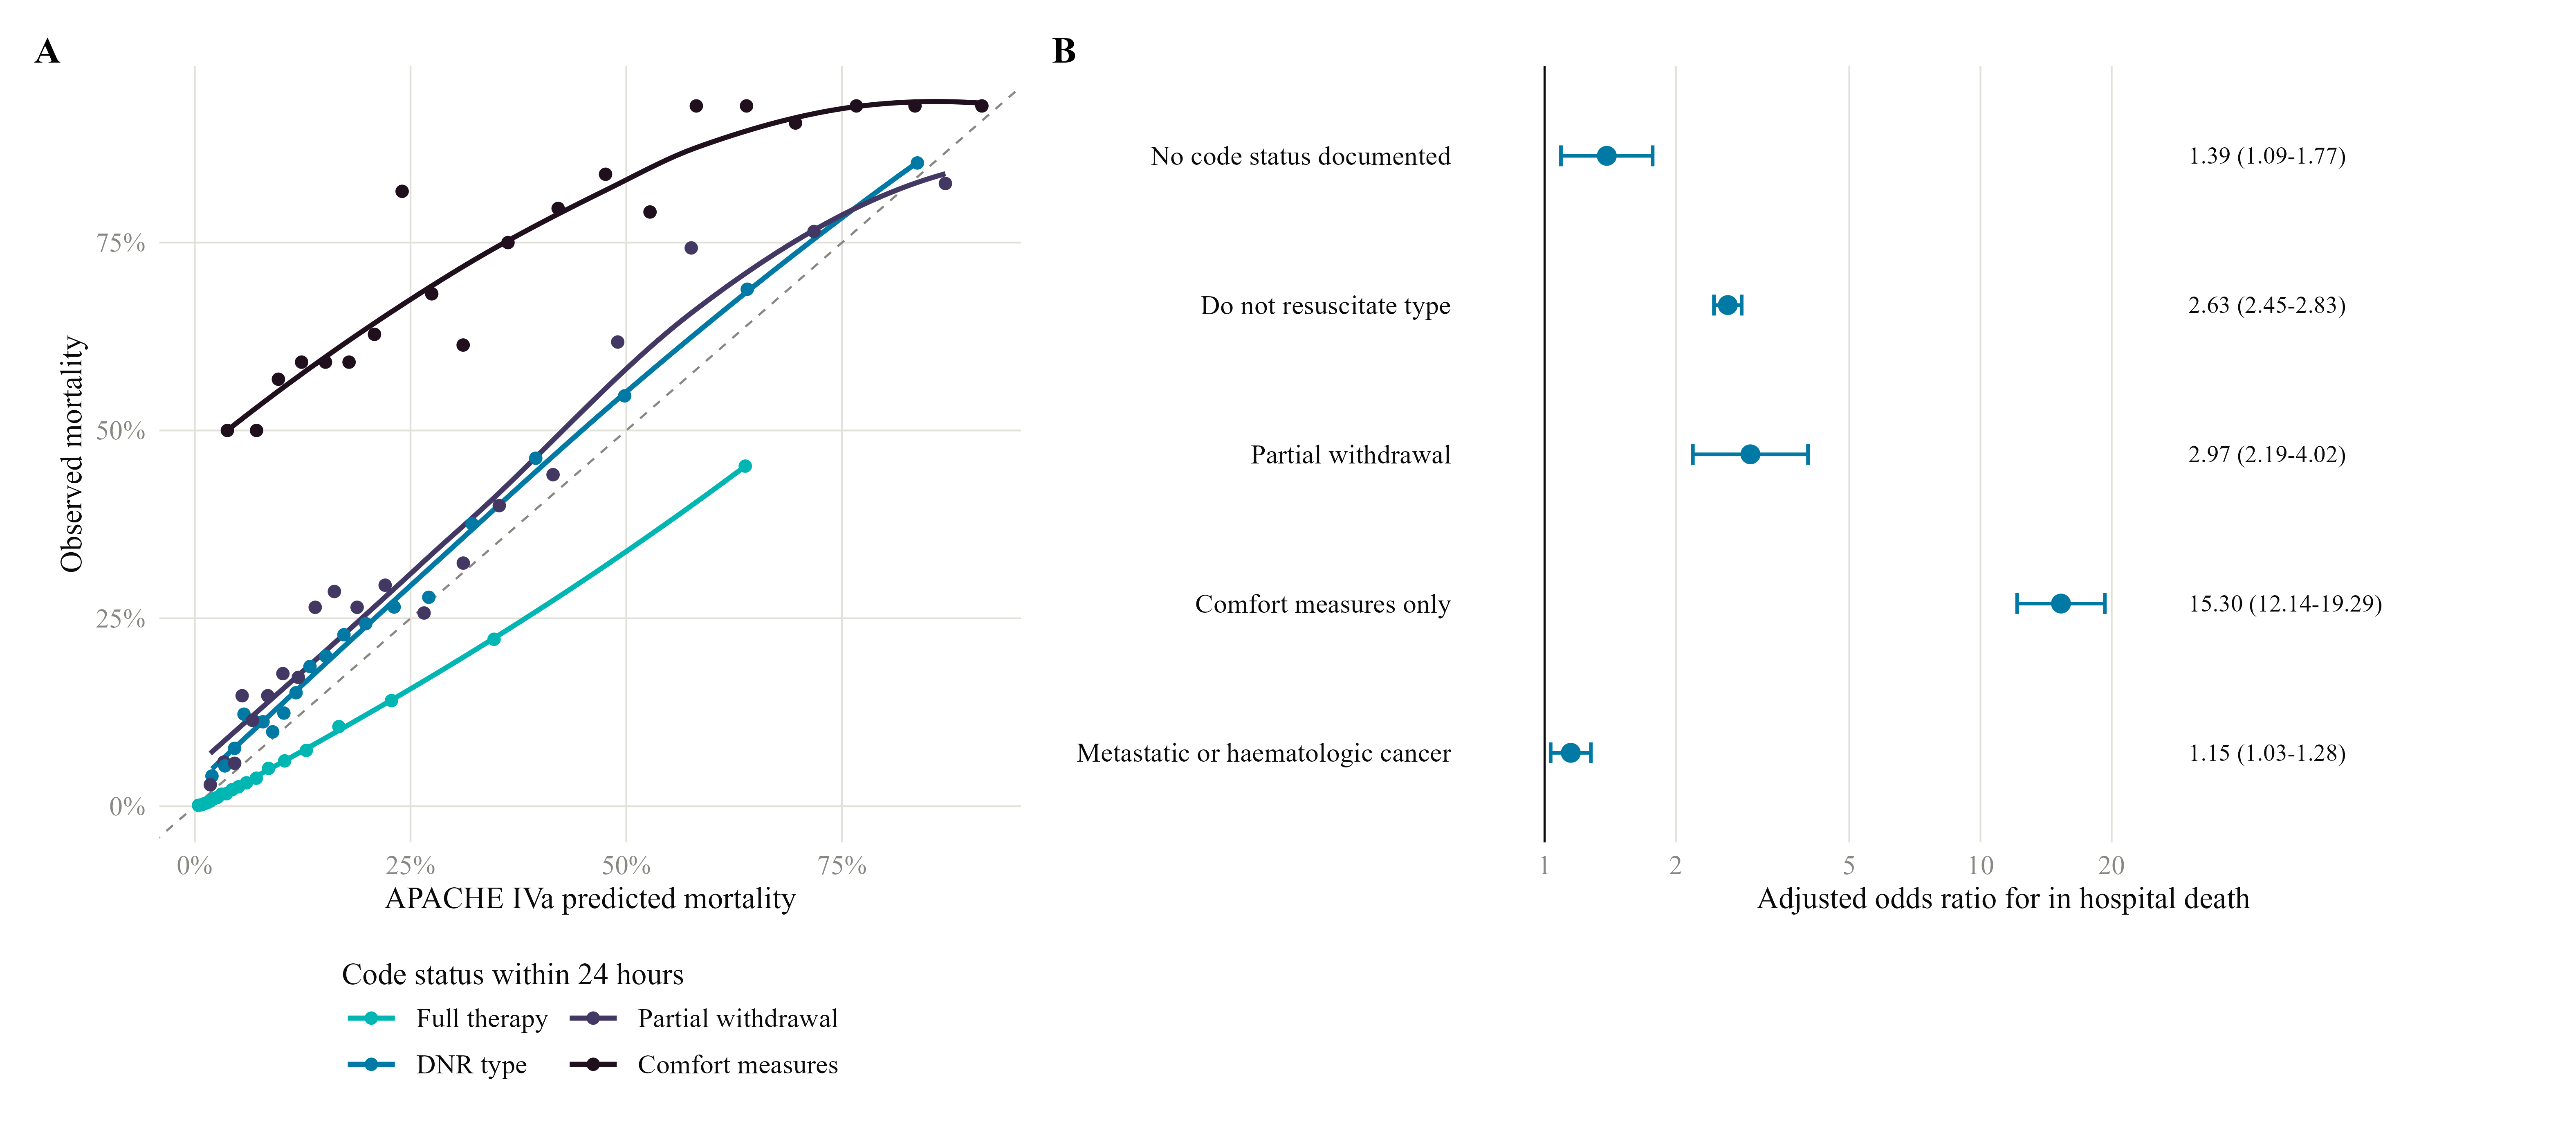 A
Observed mortality
75%
50%
25%
0%
0% 25% 50% 75%
APACHE IVa predicted mortality
Code status within 24 hours
Full therapy Partial withdrawal
DNR type Comfort measures
B
No code status documented 1.39 (1.09-1.77)
Do not resuscitate type 2.63 (2.45-2.83)
Partial withdrawal 2.97 (2.19-4.02)
Comfort measures only 15.30 (12.14-19.29)
Metastatic or haematologic cancer 1.15 (1.03-1.28)
1 2 5 10 20
Adjusted odds ratio for in hospital death